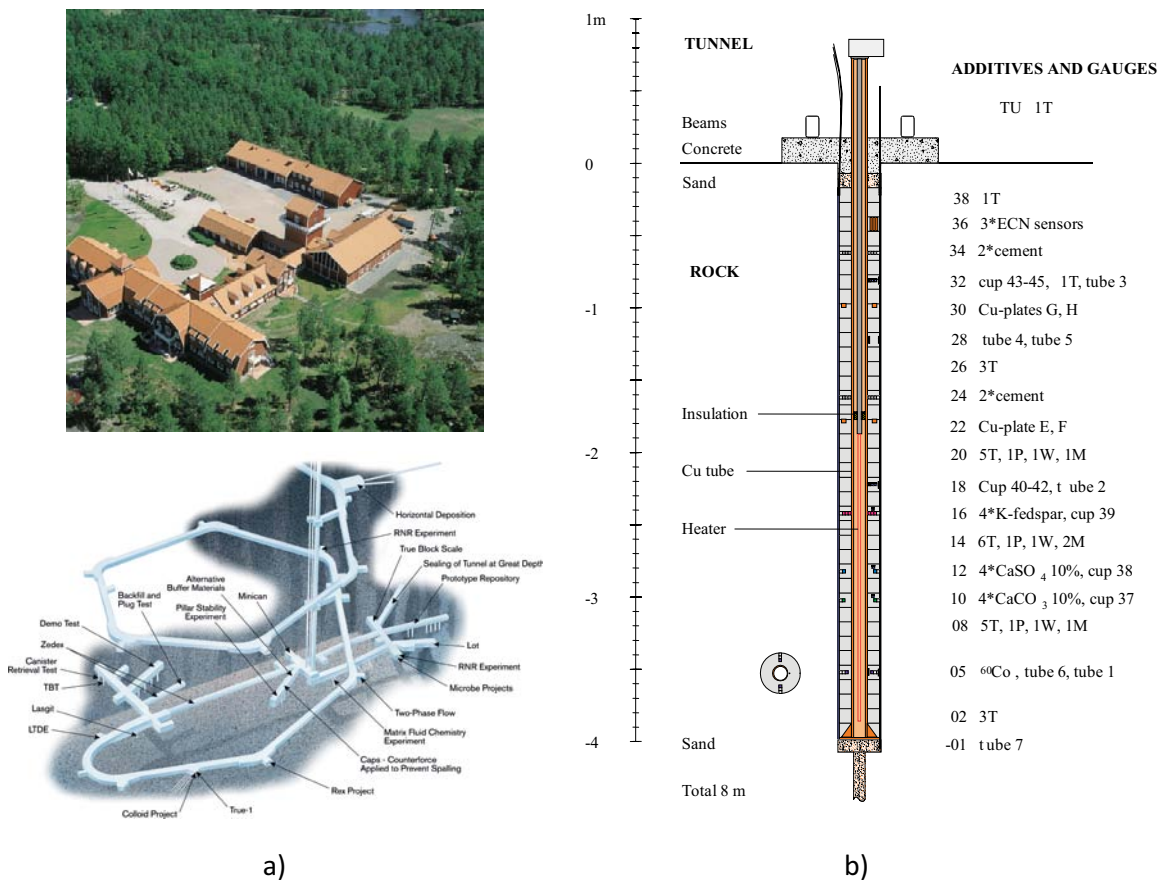 Horizontal Deposition
RNR Experiment
True Block Scale
Sealing of Tunnel at Great Depth
Prototype Repository
Alternative
Buffer Materials
Minican
Pillar Stability
Experiment
Backfill and
Plug Test
Demo Test
Zedex
Canister
Retrieval Test
TBT
Lasgit
LTDE
Lot
RNR Experiment
Microbe Projects
Two-Phase Flow
Matrix Fluid Chemistry
Experiment
Caps - Counterforce
Applied to Prevent Spalling
Rex Project
True-1
Colloid Project
a)
1m
0
-1
-2
-3
-4
TUNNEL
Beams
Concrete
Sand
ROCK
Insulation
Cu tube
Heater
Sand
Total 8 m
ADDITIVES AND GAUGES
TU 1T
38 1T
36 3*ECN sensors
34 2*cement
32 cup 43-45, 1T, tube 3
30 Cu-plates G, H
28 tube 4, tube 5
26 3T
24 2*cement
22 Cu-plate E, F
20 5T, 1P, 1W, 1M
18 Cup 40-42, t ube 2
16 4*K-fedspar, cup 39
14 6T, 1P, 1W, 2M
12 4*CaSO 4 10%, cup 38
10 4*CaCO 3 10%, cup 37
08 5T, 1P, 1W, 1M
05 60Co , tube 6, tube 1
02 3T
-01 t ube 7
b)